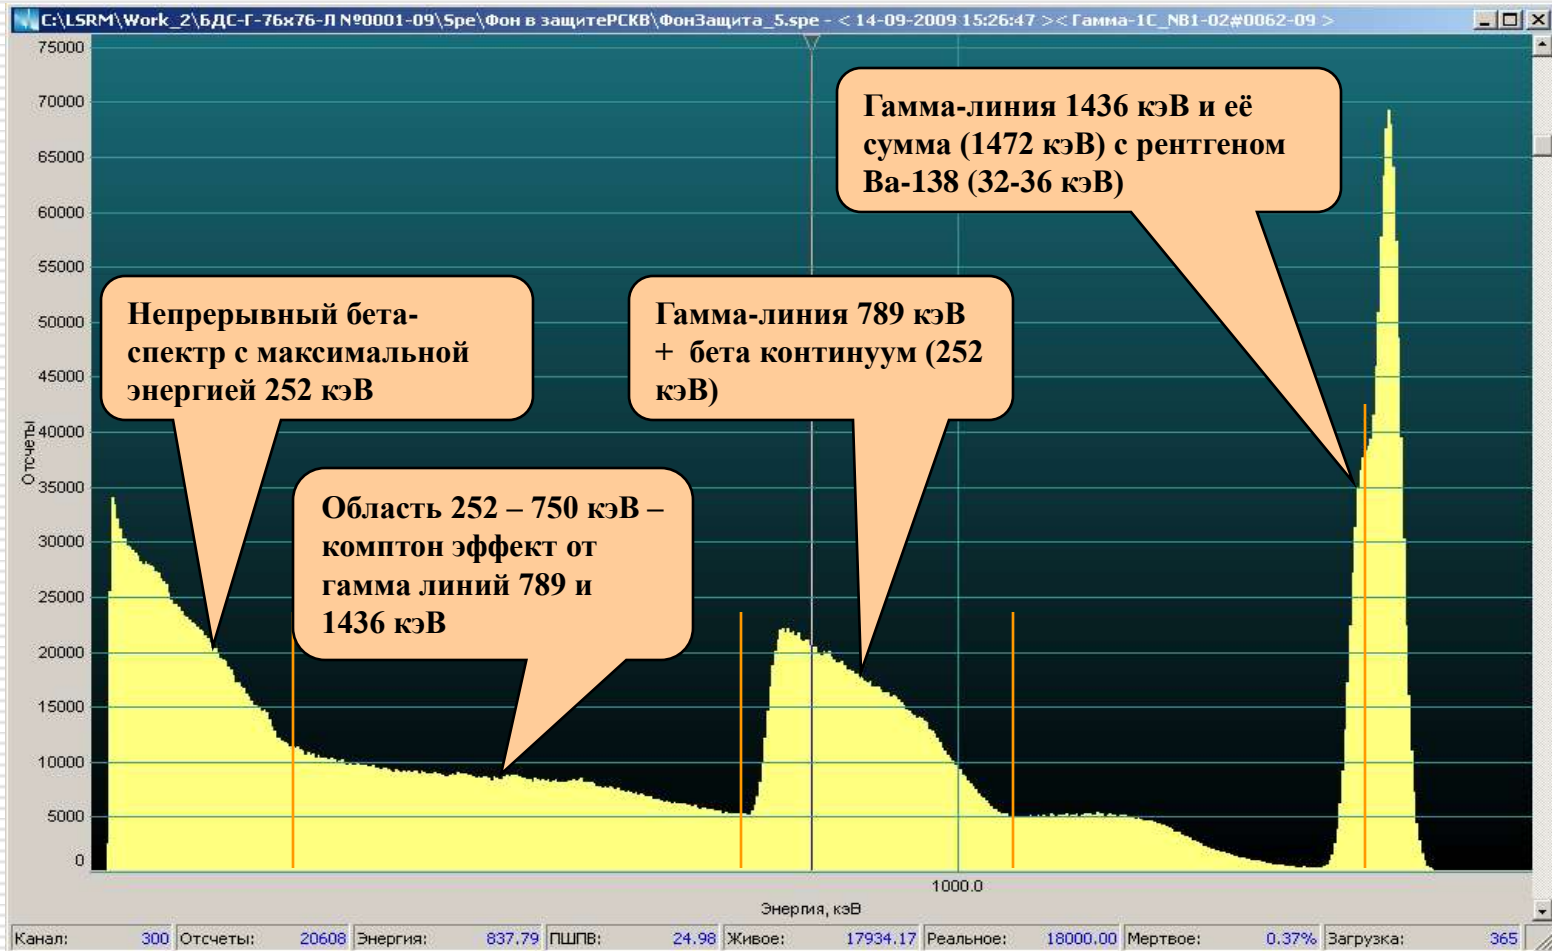 C:\LSRM\Work_2\БДС-Г-76x76-Л №0001-09\Spe\Фон в защитеРСКВ\ФонЗащита_5.spe - < 14-09-2009 15:26:47 >< Гамма-1С_NB1-02#0062-09 >
75000
70000
65000
60000
55000
50000
45000
40000
35000
30000
25000
20000
15000
10000
5000
0
Отсчеты
Гамма-линия 1436 кэВ и её
сумма (1472 кэВ) с рентгеном
Ba-138 (32-36 кэВ)
Непрерывный бета-
спектр с максимальной
энергией 252 кэВ
Гамма-линия 789 кэВ
+ бета континуум (252
кэВ)
Область 252 – 750 кэВ –
комптон эффект от
гамма линий 789 и
1436 кэВ
1000.0
Энергия, кэВ
Канал: 300 Отсчеты: 20608 Энергия: 837.79 ПШПВ: 24.98 Живое: 17934.17 Реальное: 18000.00 Мертвое: 0.37% Загрузка: 365